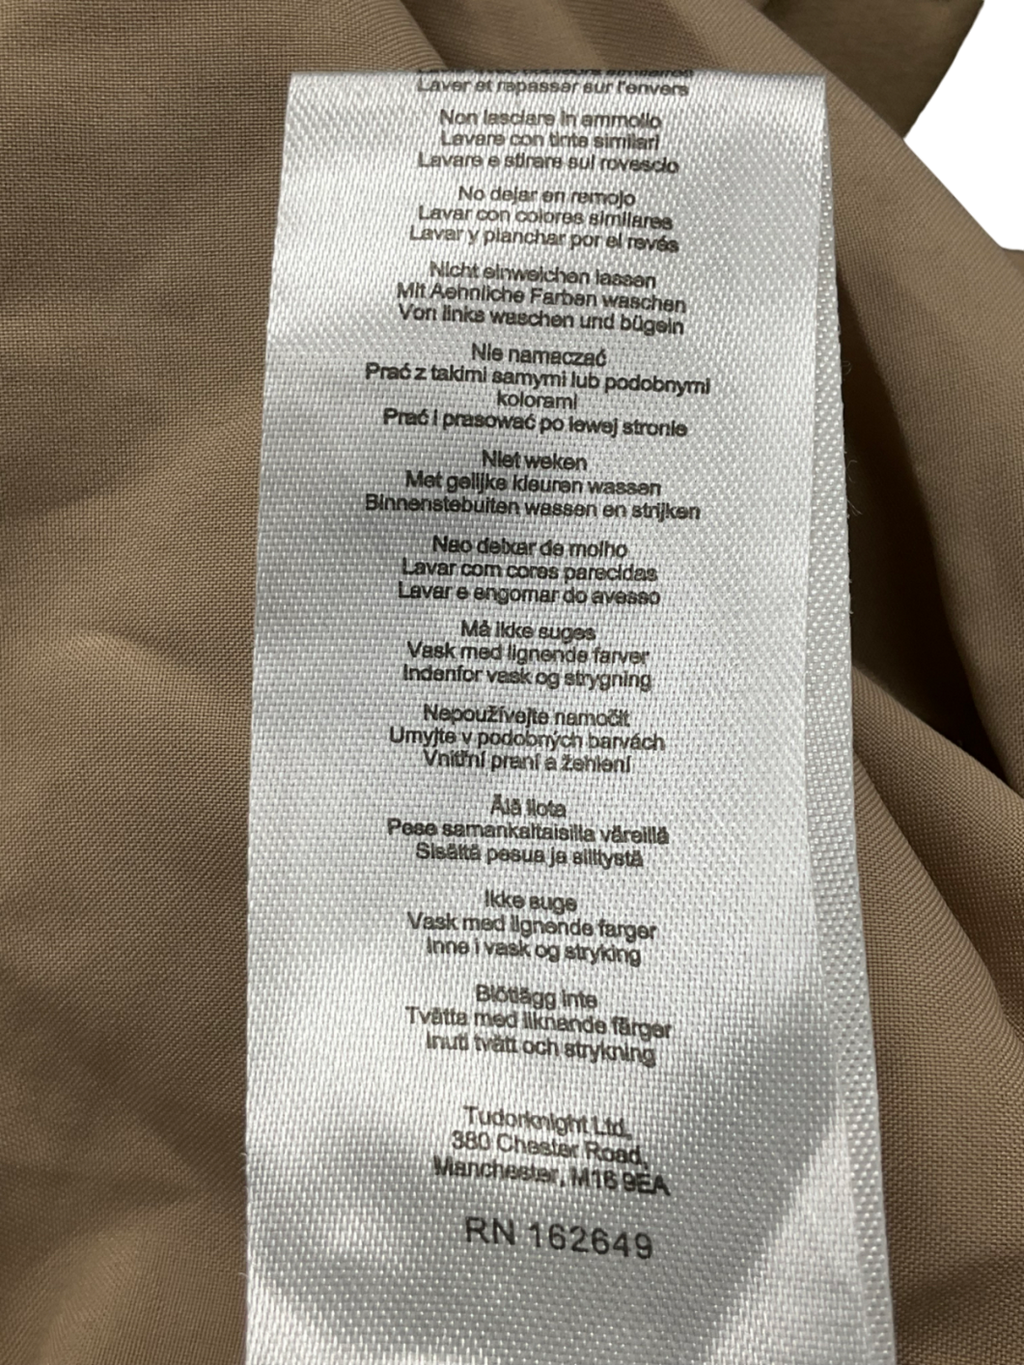 Laver et repasser sur l'envers
Non lasciare in ammollo
Lavare con tinte similari
Lavare e stirare sul rovescio
No dejar en remojo
Lavar con colores similares
Lavar y planchar por el revés
Nicht einweichen lassen
Mit Aehnliche Farben waschen
Von links waschen und bügeln
Nie namaczać
Prać z takimi samymi lub podobnymi
kolorami
Prać i prasować po lewej stronie
Niet weken
Met gelijke kleuren wassen
Binnenstebuiten wassen en strijken
Nao deixar de molho
Lavar com cores parecidas
Lavar e engomar do avesso
Må ikke suges
Vask med lignende farver
Indenfor vask og strygning
Nepoužívejte namočit
Umyjte v podobných barvách
Vnitřní praní a žehlení
Älä liota
Pese samankaltaisilla väreillä
Sisältä pesua ja silitystä
Ikke suge
Vask med lignende farger
Inne i vask og stryking
Blötlägg inte
Tvätta med liknande färger
Inuti tvätt och strykning
Tudorknight Ltd,
380 Chester Road,
Manchester, M16 9EA
RN 162649